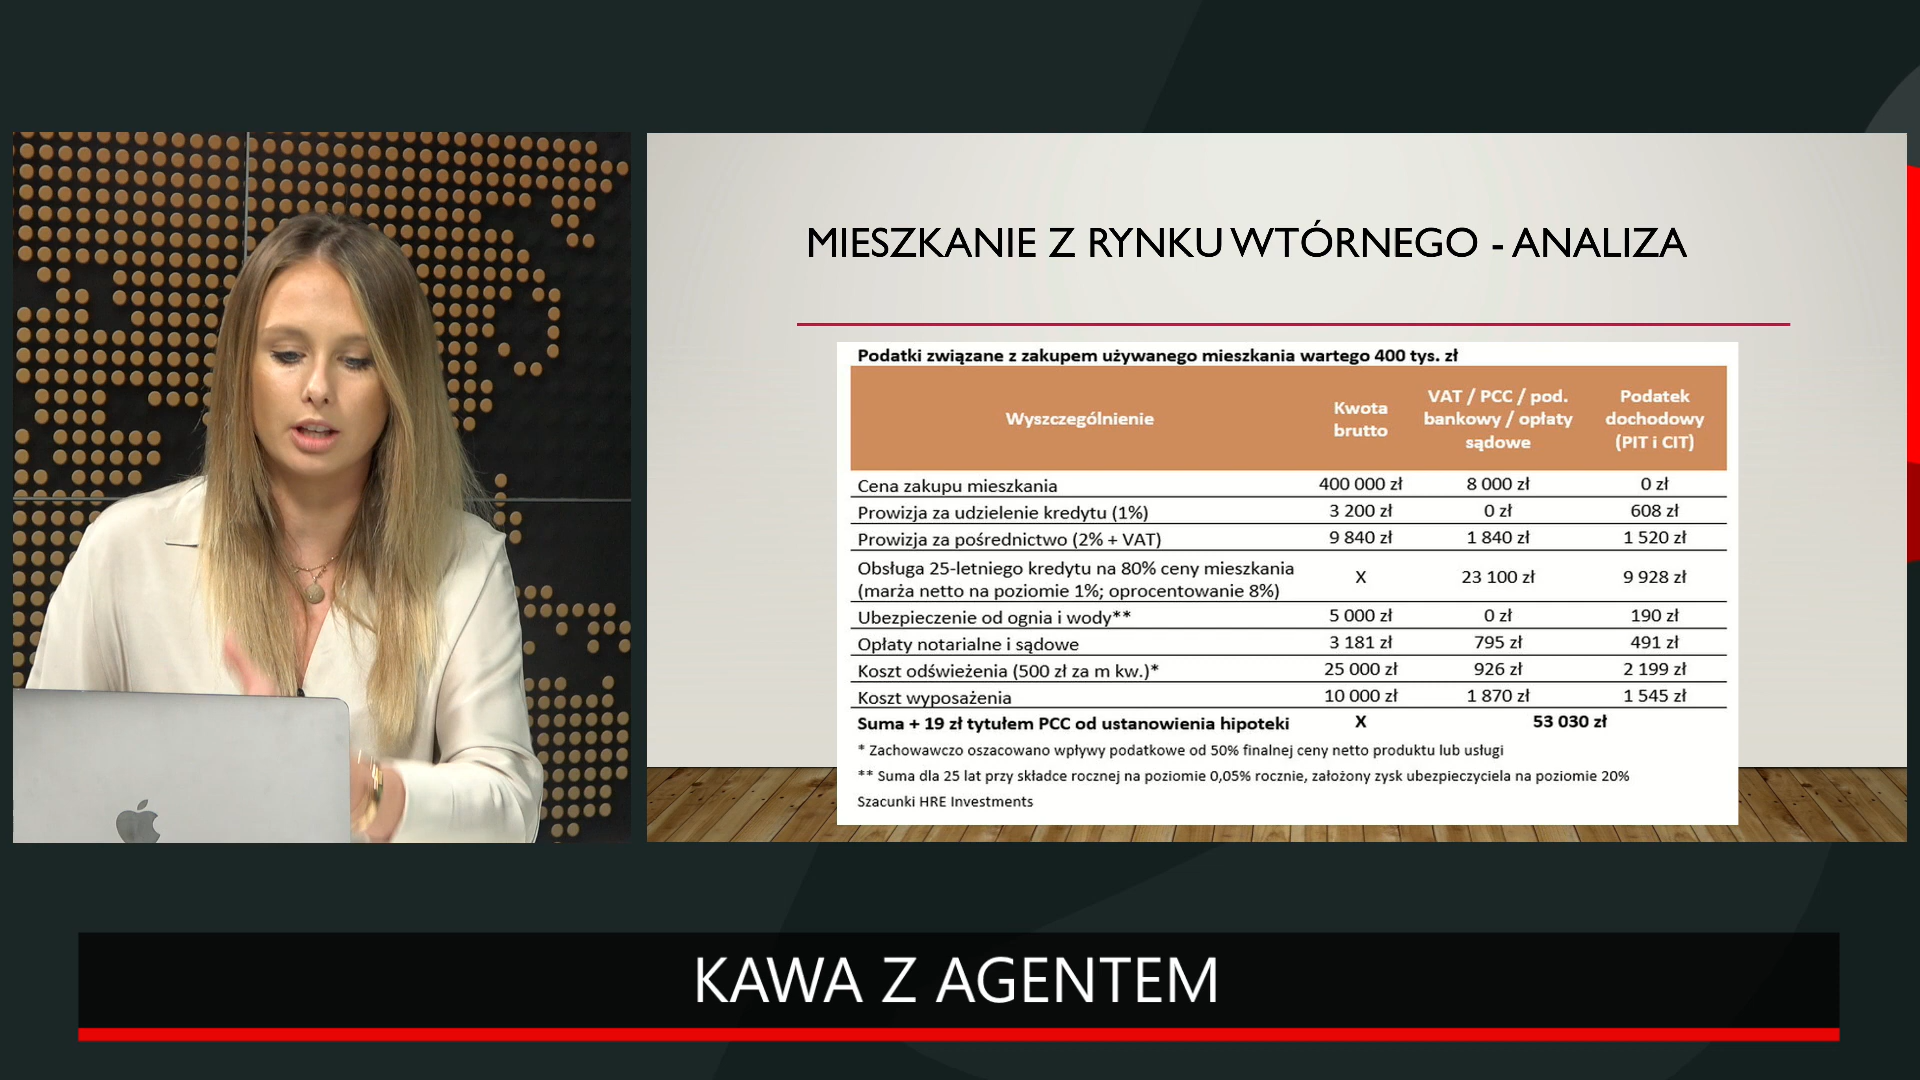 MIESZKANIE Z RYNKU WTÓRNEGO - ANALIZA
Podatki związane z zakupem używanego mieszkania wartego 400 tys. zł
Wyszczególnienie
Kwota
brutto
VAT / PCC / pod.
bankowy / opłaty
sądowe
Podatek
dochodowy
(PIT i CIT)
Cena zakupu mieszkania 400 000 zł 8 000 zł 0 zł
Prowizja za udzielenie kredytu (1%) 3 200 zł 0 zł 608 zł
Prowizja za pośrednictwo (2% + VAT) 9 840 zł 1 840 zł 1 520 zł
Obsługa 25-letniego kredytu na 80% ceny mieszkania
(marża netto na poziomie 1%; oprocentowanie 8%) X 23 100 zł 9 928 zł
Ubezpieczenie od ognia i wody** 5 000 zł 0 zł 190 zł
Opłaty notarialne i sądowe 3 181 zł 795 zł 491 zł
Koszt odświeżenia (500 zł za m kw.)* 25 000 zł 926 zł 2 199 zł
Koszt wyposażenia 10 000 zł 1 870 zł 1 545 zł
Suma + 19 zł tytułem PCC od ustanowienia hipoteki X 53 030 zł
* Zachowawczo oszacowano wpływy podatkowe od 50% finalnej ceny netto produktu lub usługi
** Suma dla 25 lat przy składce rocznej na poziomie 0,05% rocznie, założony zysk ubezpieczyciela na poziomie 20%
Szacunki HRE Investments
KAWA Z AGENTEM